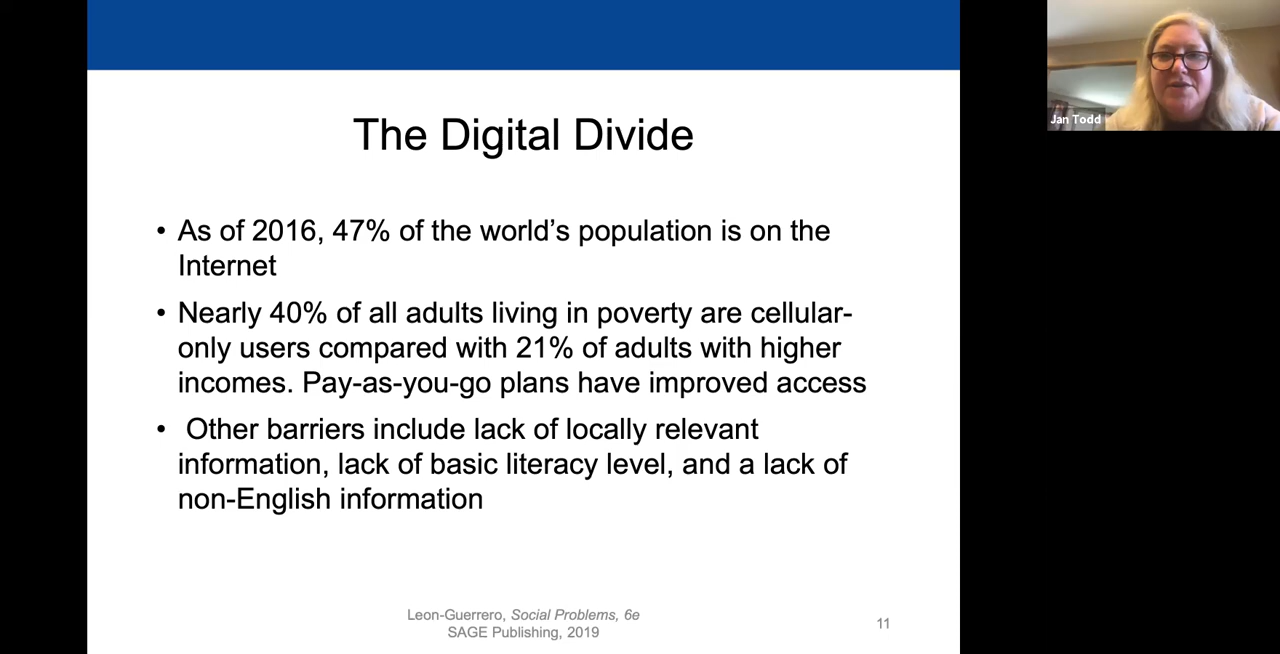 The Digital Divide
• As of 2016, 47% of the world’s population is on the
Internet
• Nearly 40% of all adults living in poverty are cellular-
only users compared with 21% of adults with higher
incomes. Pay-as-you-go plans have improved access
• Other barriers include lack of locally relevant
information, lack of basic literacy level, and a lack of
non-English information
Leon-Guerrero, Social Problems, 6e
SAGE Publishing, 2019
11
Jan Todd